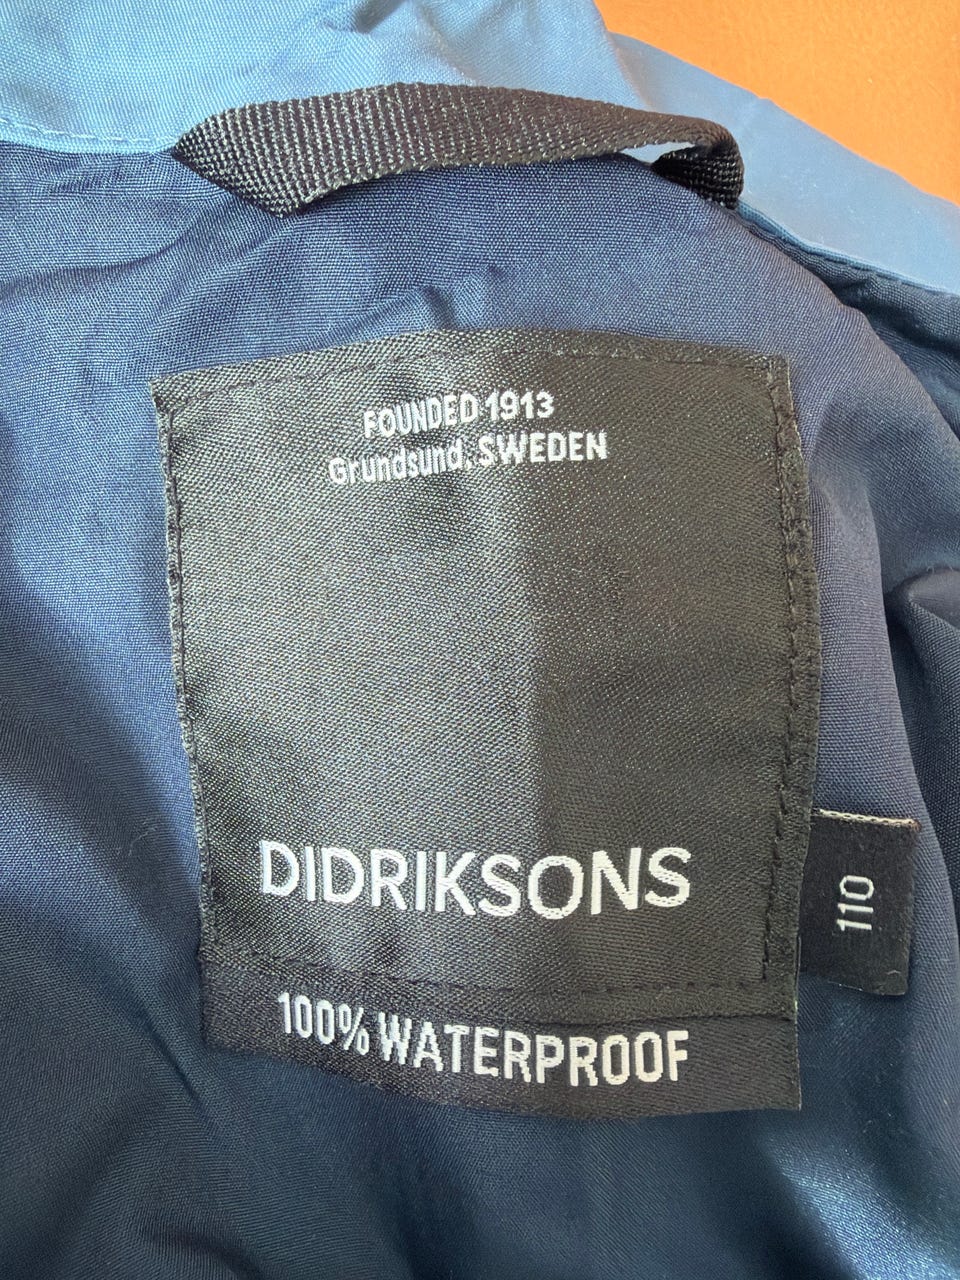 FOUNDED 1913
Grundsund, SWEDEN
DIDRIKSONS
110
100% WATERPROOF